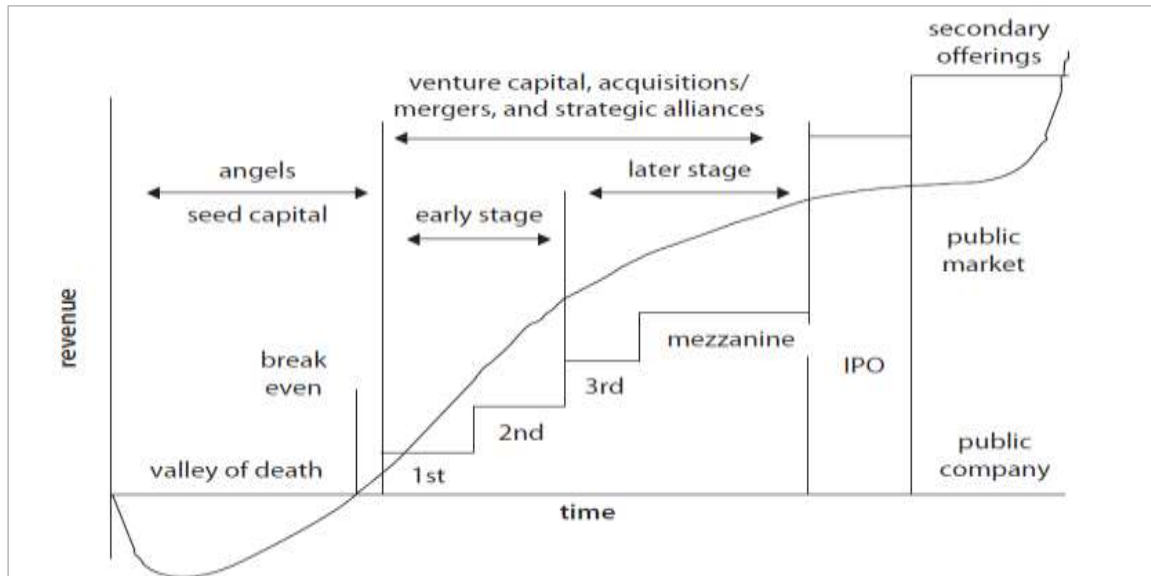 secondary
offerings
venture capital, acquisitions/
mergers, and strategic alliances
angels
seed capital
later stage
early stage
public
market
revenue
break
even
mezzanine
IPO
3rd
2nd
1st
valley of death
public
company
time